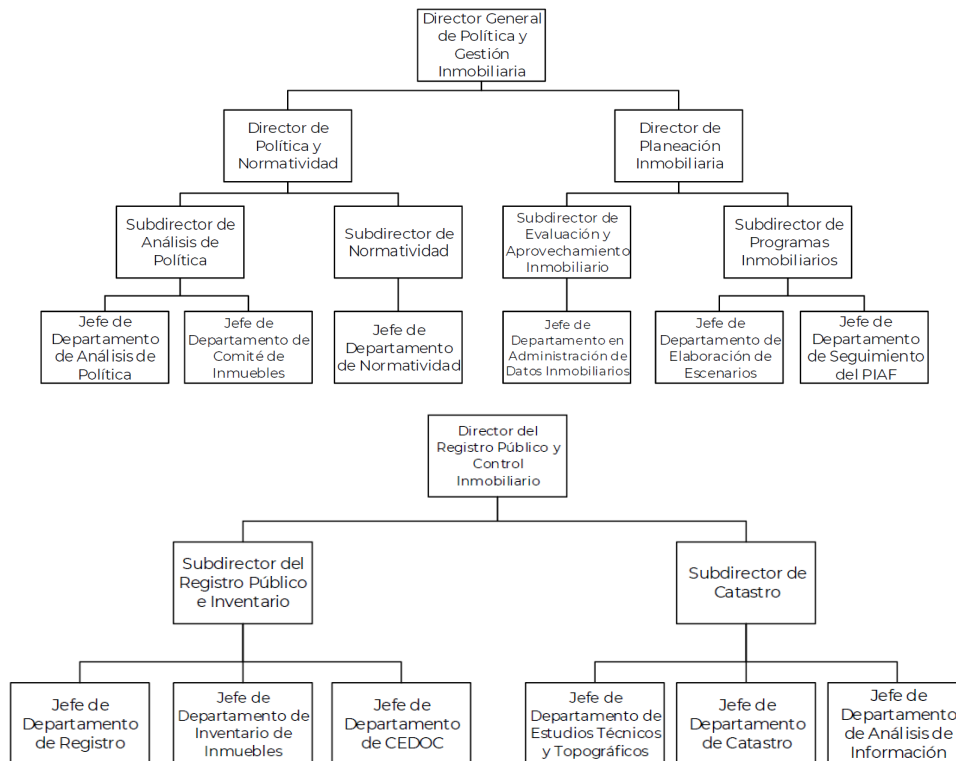 Director General
de Política y
Gestión
Inmobiliaria
Director de
Política y
Normatividad
Director de
Planeación
Inmobiliaria
Subdirector de
Análisis de
Política
Subdirector de
Normatividad
Subdirector de
Evaluación y
Aprovechamiento
Inmobiliario
Subdirector de
Programas
Inmobiliarios
Jefe de
Departamento
de Análisis de
Política
Jefe de
Departamento de
Comité de
Inmuebles
Jefe de
Departamento
de Normatividad
Jefe de
Departamento en
Administración de
Datos Inmobiliarios
Jefe de
Departamento de
Elaboración de
Escenarios
Jefe de
Departamento
de Seguimiento
del PIAF
Director del
Registro Público y
Control
Inmobiliario
Subdirector del
Registro Público
e Inventario
Subdirector de
Catastro
Jefe de
Departamento
de Registro
Jefe de
Departamento de
Inventario de
Inmuebles
Jefe de
Departamento
de CEDOC
Jefe de
Departamento de
Estudios Técnicos
y Topográficos
Jefe de
Departamento
de Catastro
Jefe de
Departamento
de Análisis de
Información